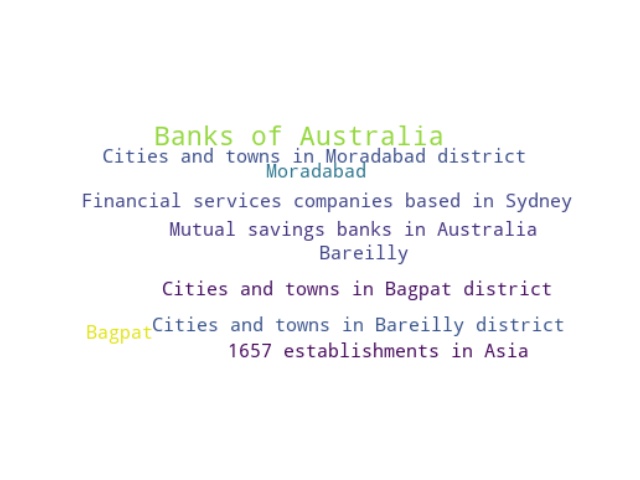 Banks of Australia
Cities and towns in Moradabad district
Moradabad
Financial services companies based in Sydney
Mutual savings banks in Australia
Bareilly
Cities and towns in Bagpat district
Cities and towns in Bareilly district
Bagpat
1657 establishments in Asia